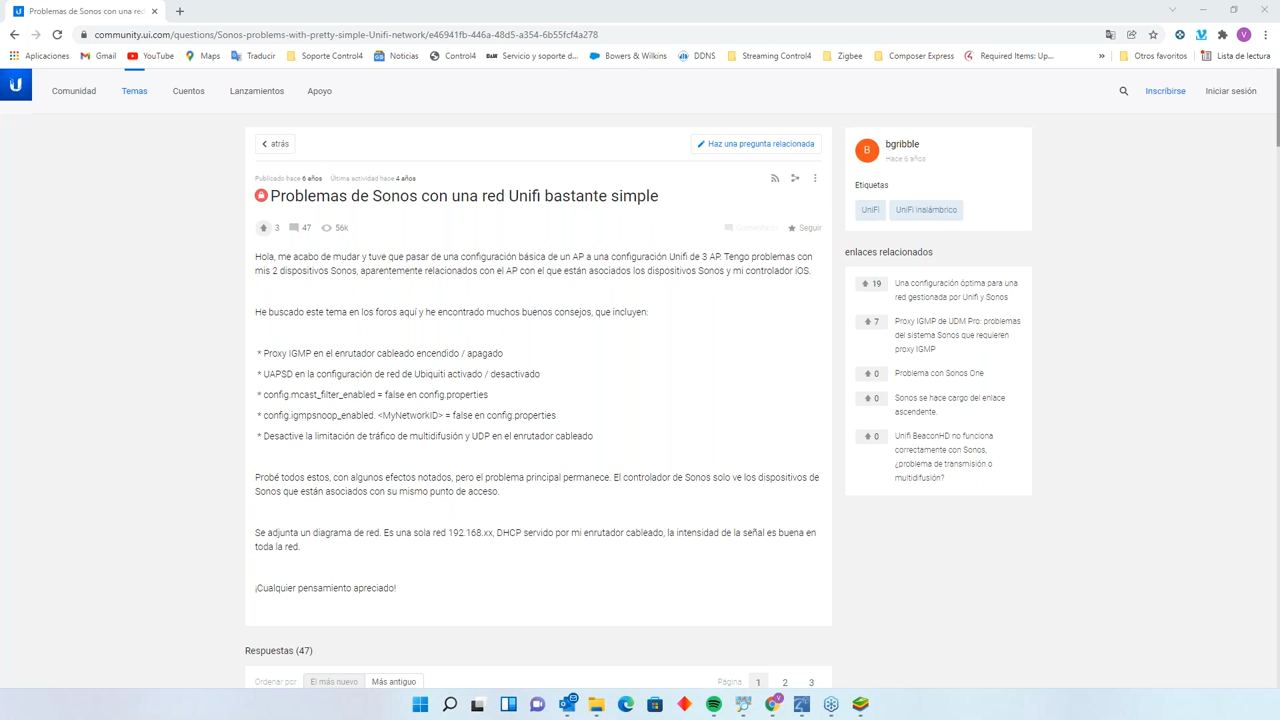 Problemas de Sonos con una red
community.ui.com/questions/Sonos-problems-with-pretty-simple-Unifi-network/e46941fb-446a-48d5-a354-6b55fcf4a278
V
Aplicaciones
Gmail
YouTube
Maps
Traducir
Soporte Control4
Noticias
Control4
Servicio y soporte d...
Bowers & Wilkins
DDNS
Streaming Control4
Zigbee
Composer Express
Required Items: Up...
»
Otros favoritos
Lista de lectura
Comunidad
Temas
Cuentos
Lanzamientos
Apoyo
Inscribirse
Iniciar sesión
atrás
Haz una pregunta relacionada
Publicado hace 6 años Última actividad hace 4 años
Problemas de Sonos con una red Unifi bastante simple
3 47 56k
Comentario
Seguir
Hola, me acabo de mudar y tuve que pasar de una configuración básica de un AP a una configuración Unifi de 3 AP. Tengo problemas con
mis 2 dispositivos Sonos, aparentemente relacionados con el AP con el que están asociados los dispositivos Sonos y mi controlador iOS.
He buscado este tema en los foros aquí y he encontrado muchos buenos consejos, que incluyen:
* Proxy IGMP en el enrutador cableado encendido / apagado
* UAPSD en la configuración de red de Ubiquiti activado / desactivado
* config.mcast_filter_enabled = false en config.properties
* config.igmpsnoop_enabled. <MyNetworkID> = false en config.properties
* Desactive la limitación de tráfico de multidifusión y UDP en el enrutador cableado
Probé todos estos, con algunos efectos notados, pero el problema principal permanece. El controlador de Sonos solo ve los dispositivos de
Sonos que están asociados con su mismo punto de acceso.
Se adjunta un diagrama de red. Es una sola red 192.168.xx, DHCP servido por mi enrutador cableado, la intensidad de la señal es buena en
toda la red.
¡Cualquier pensamiento apreciado!
Respuestas (47)
Ordenar por
El más nuevo
Más antiguo
Página 1 2 3
B
bgribble
Hace 6 años
Etiquetas
UniFi
UniFi inalámbrico
enlaces relacionados
19
Una configuración óptima para una
red gestionada por Unifi y Sonos
7
Proxy IGMP de UDM Pro: problemas
del sistema Sonos que requieren
proxy IGMP
0
Problema con Sonos One
0
Sonos se hace cargo del enlace
ascendente.
0
Unifi BeaconHD no funciona
correctamente con Sonos,
¿problema de transmisión o
multidifusión?